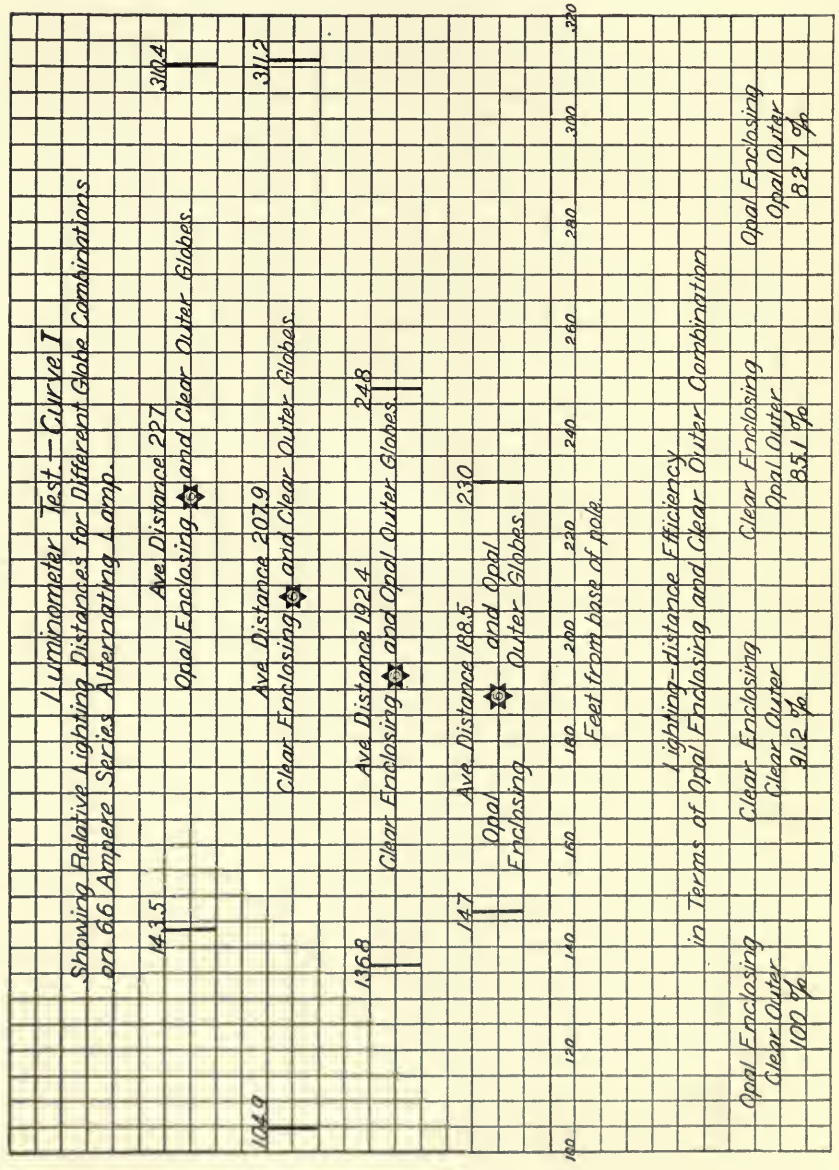 Luminometer Test.—Curve I
Showing Relative Lighting Distances for Different Globe Combinations
on 6.6 Ampere Series Alternating Lamp.
143.5
Ave. Distance 227
310.4
Opal Enclosing and Clear Outer Globes.
104.9
Ave. Distance 207.9
311.2
Clear Enclosing and Clear Outer Globes.
136.8
Ave. Distance 192.4
248
Clear Enclosing and Opal Outer Globes.
147
Ave. Distance 188.5
230
Opal and Opal
Enclosing Outer Globes.
100 120 140 160 180 200 220 240 260 280 300 320
Feet from base of pole.
Lighting-distance Efficiency
in Terms of Opal Enclosing and Clear Outer Combination.
Opal Enclosing
Clear Outer
100 %
Clear Enclosing
Clear Outer
91.2 %
Clear Enclosing
Opal Outer
85.1 %
Opal Enclosing
Opal Outer
82.7 %